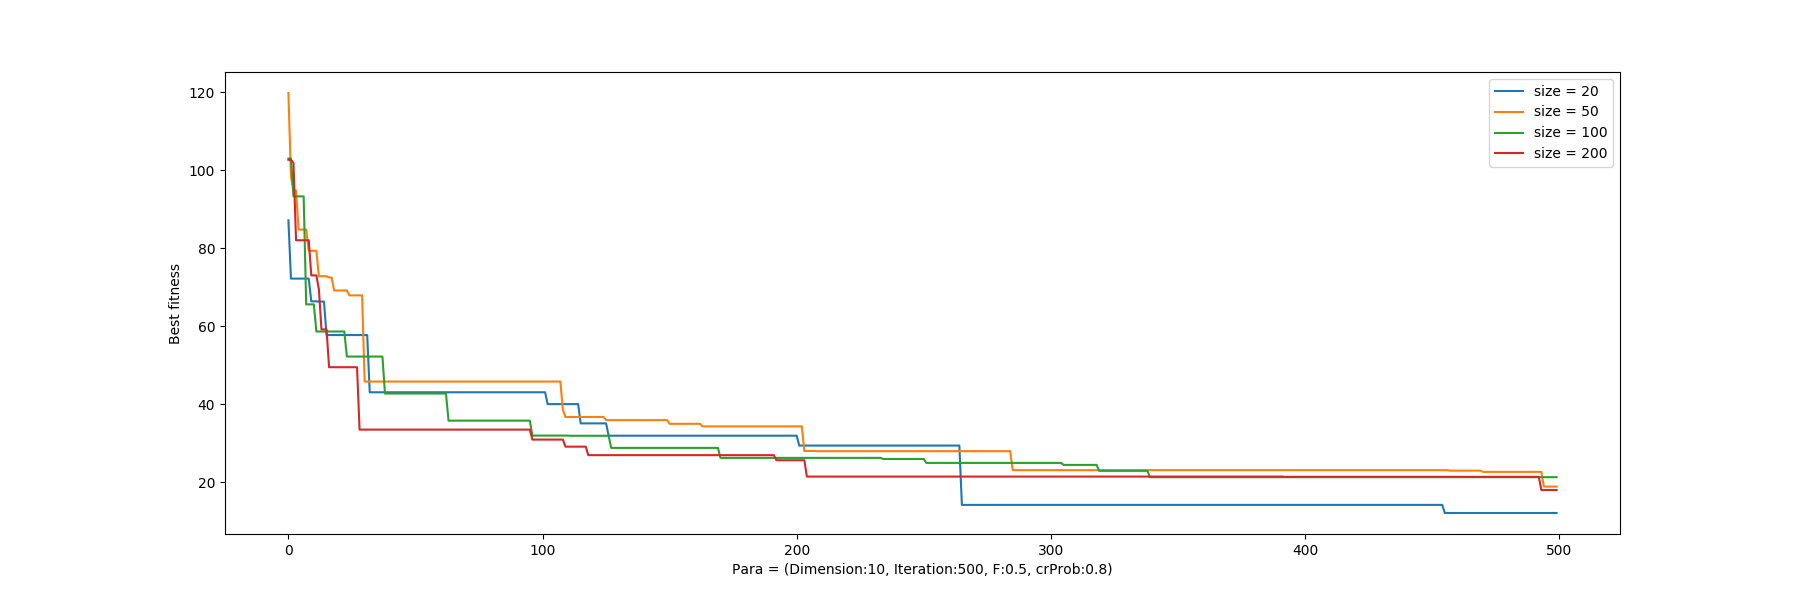 120
100
80
60
40
20
Best fitness
size = 20
size = 50
size = 100
size = 200
0 100 200 300 400 500
Para = (Dimension:10, Iteration:500, F:0.5, crProb:0.8)